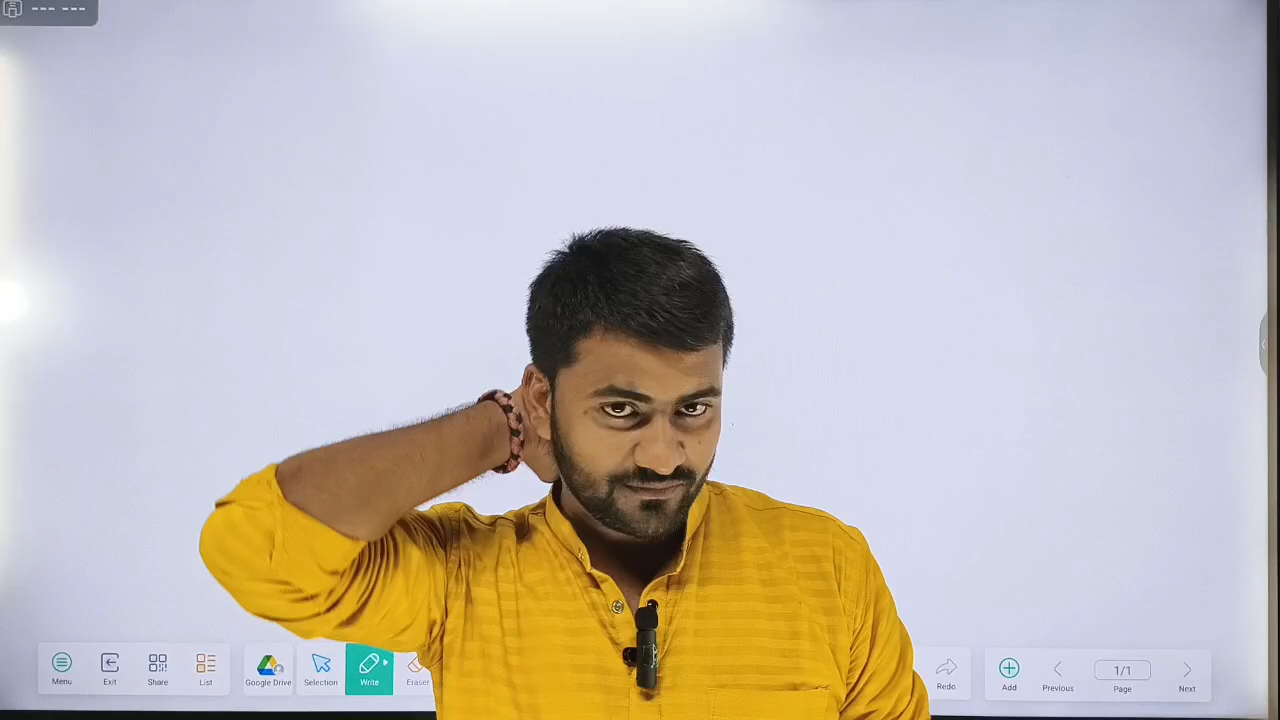 --- ---
Menu
Exit
Share
List
Google Drive
Selection
Write
Eraser
Redo
Add
Previous
1/1
Page
Next